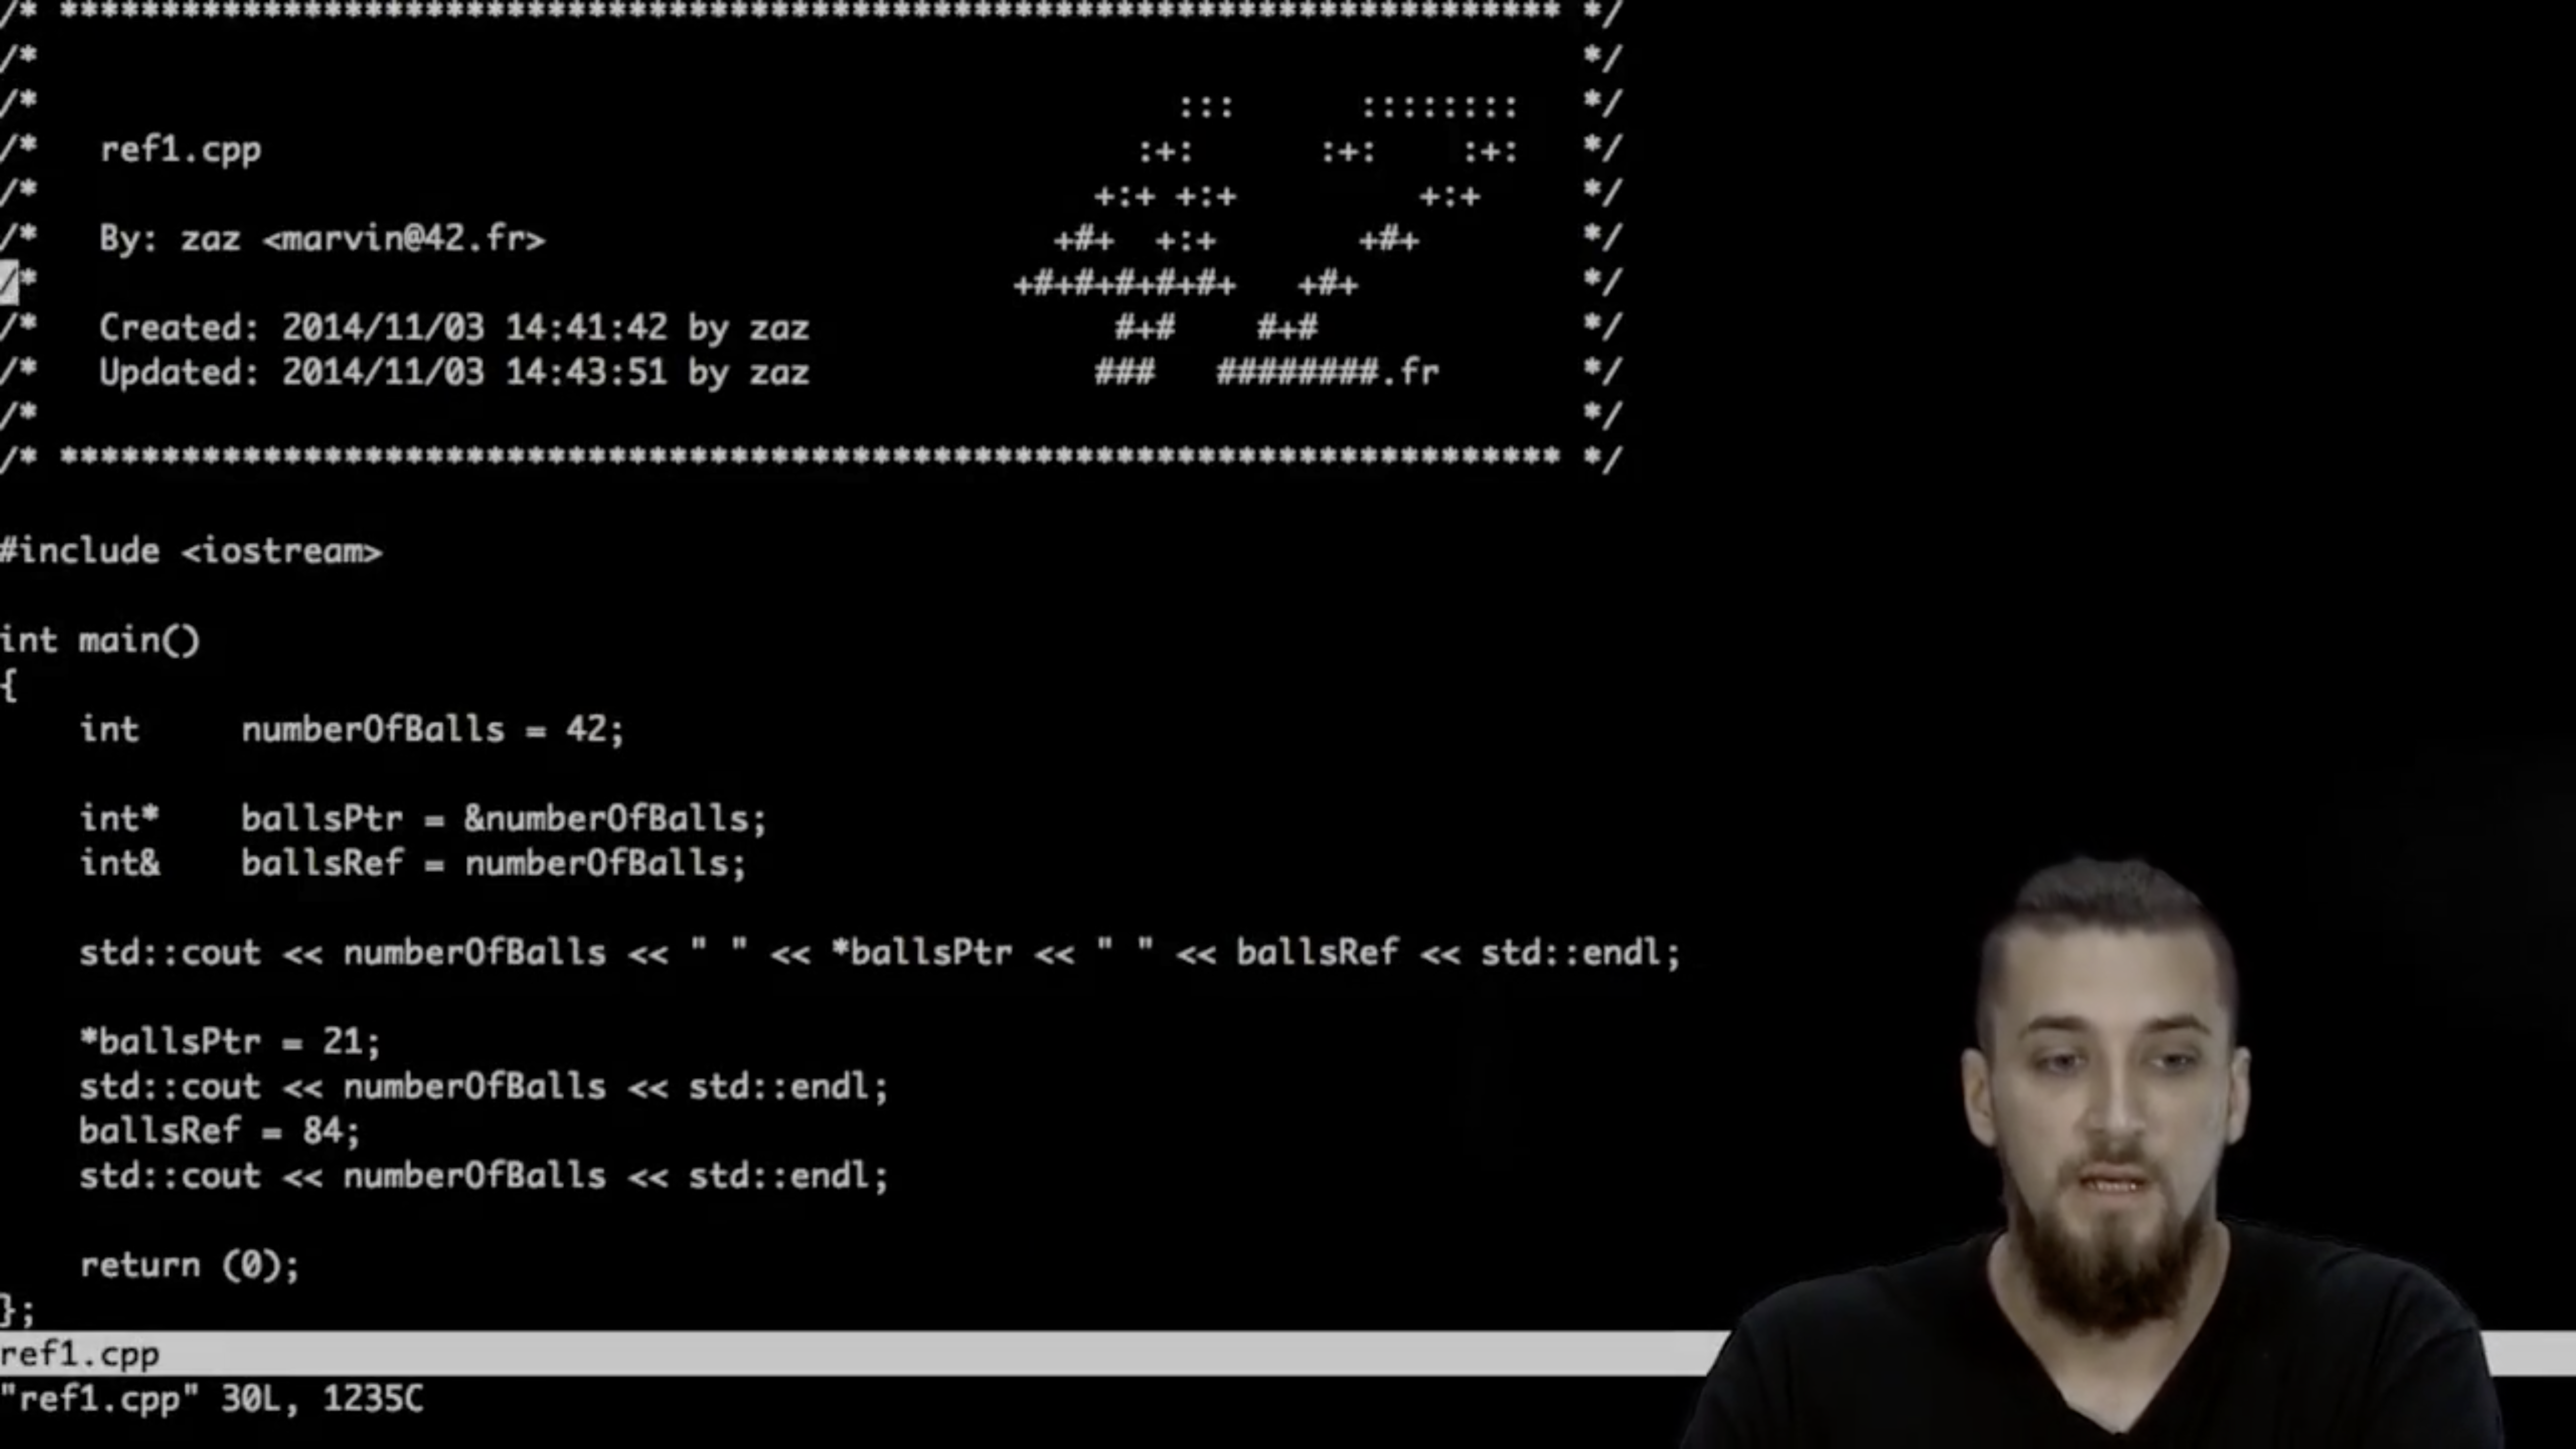 /* ************************************************************************** */
/*                                                                            */
/*                                                        :::      ::::::::   */
/*   ref1.cpp                                           :+:      :+:    :+:   */
/*                                                    +:+ +:+         +:+     */
/*   By: zaz <marvin@42.fr>                         +#+  +:+       +#+        */
/*                                                +#+#+#+#+#+   +#+           */
/*   Created: 2014/11/03 14:41:42 by zaz               #+#    #+#             */
/*   Updated: 2014/11/03 14:43:51 by zaz              ###   ########.fr       */
/*                                                                            */
/* ************************************************************************** */
#include <iostream>
int main()
{
    int     numberOfBalls = 42;
    int*    ballsPtr = &numberOfBalls;
    int&    ballsRef = numberOfBalls;
    std::cout << numberOfBalls << " " << *ballsPtr << " " << ballsRef << std::endl;
    *ballsPtr = 21;
    std::cout << numberOfBalls << std::endl;
    ballsRef = 84;
    std::cout << numberOfBalls << std::endl;
    return (0);
};
ref1.cpp
"ref1.cpp" 30L, 1235C